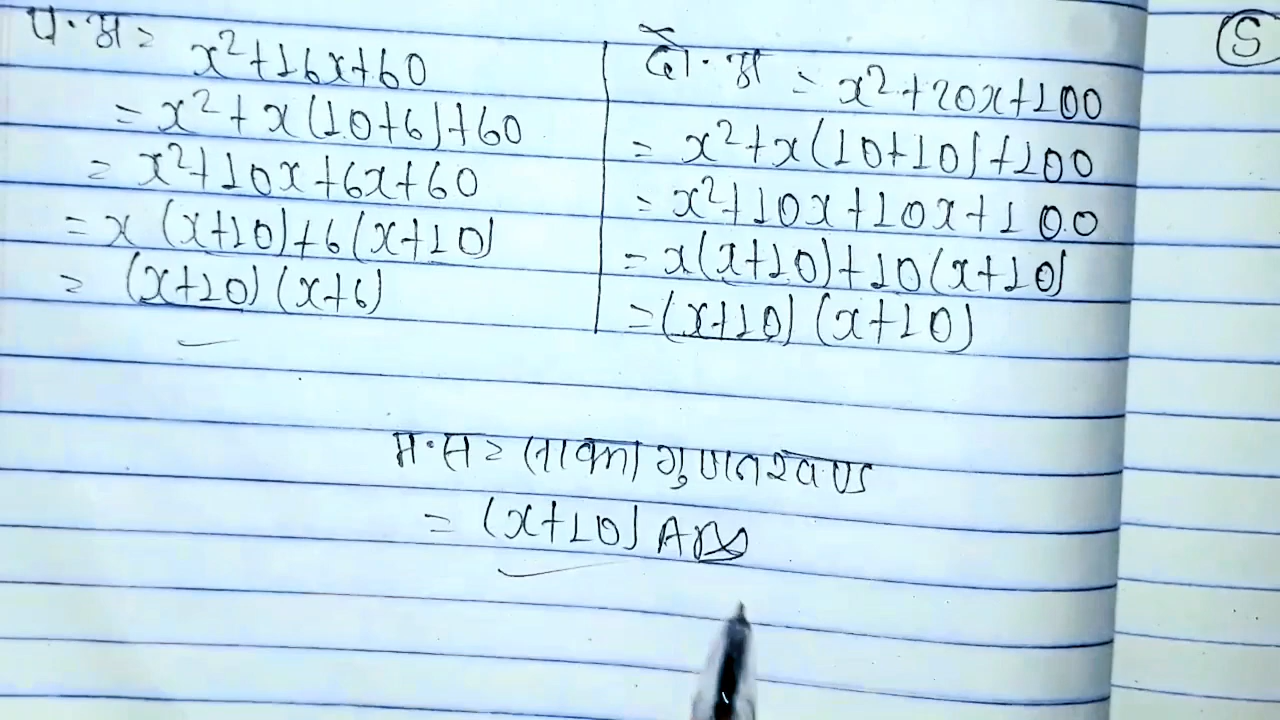 प.अ = x²+16x+60
= x²+x(10+6)+60
= x²+10x+6x+60
= x(x+10)+6(x+10)
= (x+10)(x+6)
दो.अ = x²+20x+100
= x²+x(10+10)+100
= x²+10x+10x+100
= x(x+10)+10(x+10)
= (x+10)(x+10)
म.स = गुणनखण्ड
= (x+10) Ans
5